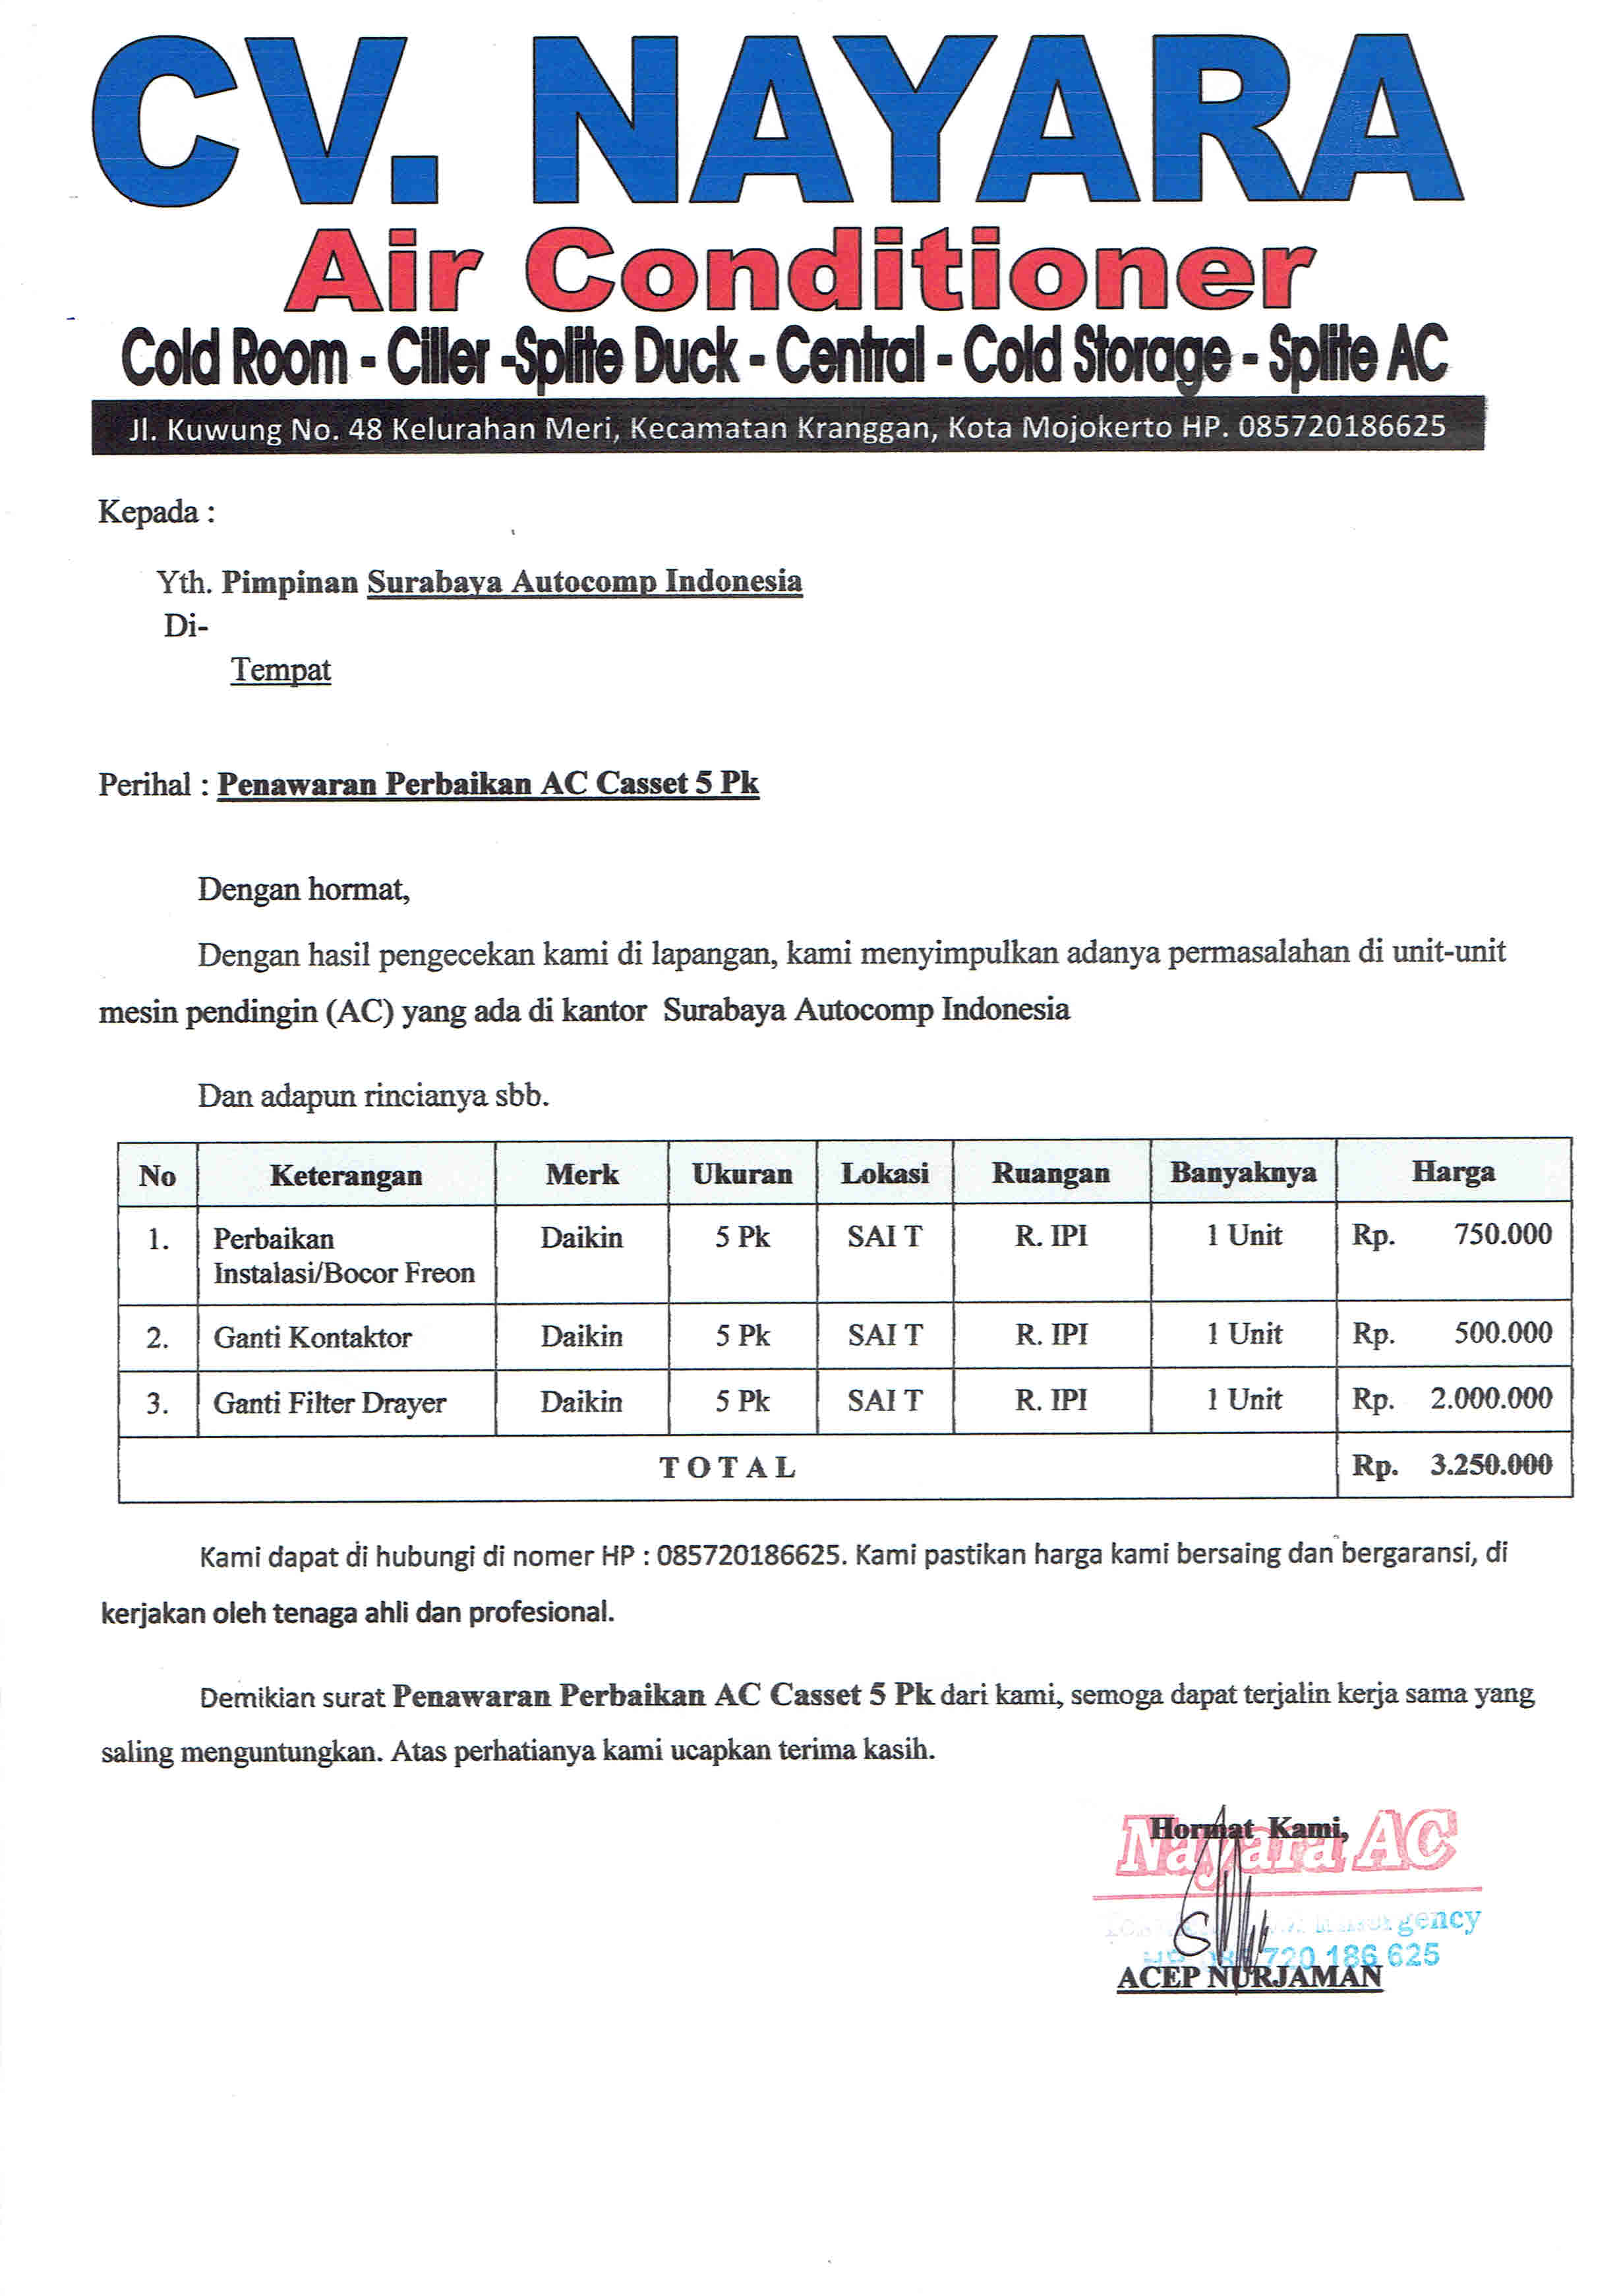 CV. NAYARA
Air Conditioner
Cold Room - Ciller -Splite Duck - Central - Cold Storage - Splite AC
Jl. Kuwung No. 48 Kelurahan Meri, Kecamatan Kranggan, Kota Mojokerto HP. 085720186625
Kepada :
Yth. Pimpinan Surabaya Autocomp Indonesia
Di-
Tempat
Perihal : Penawaran Perbaikan AC Casset 5 Pk
Dengan hormat,
Dengan hasil pengecekan kami di lapangan, kami menyimpulkan adanya permasalahan di unit-unit
mesin pendingin (AC) yang ada di kantor Surabaya Autocomp Indonesia
Dan adapun rincianya sbb.
No Keterangan Merk Ukuran Lokasi Ruangan Banyaknya Harga
1. Perbaikan Daikin 5 Pk SAI T R. IPI 1 Unit Rp. 750.000
Instalasi/Bocor Freon
2. Ganti Kontaktor Daikin 5 Pk SAI T R. IPI 1 Unit Rp. 500.000
3. Ganti Filter Drayer Daikin 5 Pk SAI T R. IPI 1 Unit Rp. 2.000.000
TOTAL Rp. 3.250.000
Kami dapat di hubungi di nomer HP : 085720186625. Kami pastikan harga kami bersaing dan bergaransi, di
kerjakan oleh tenaga ahli dan profesional.
Demikian surat Penawaran Perbaikan AC Casset 5 Pk dari kami, semoga dapat terjalin kerja sama yang
saling menguntungkan. Atas perhatianya kami ucapkan terima kasih.
Hormat Kami,
Nayara AC
720 186 625
ACEP NURJAMAN